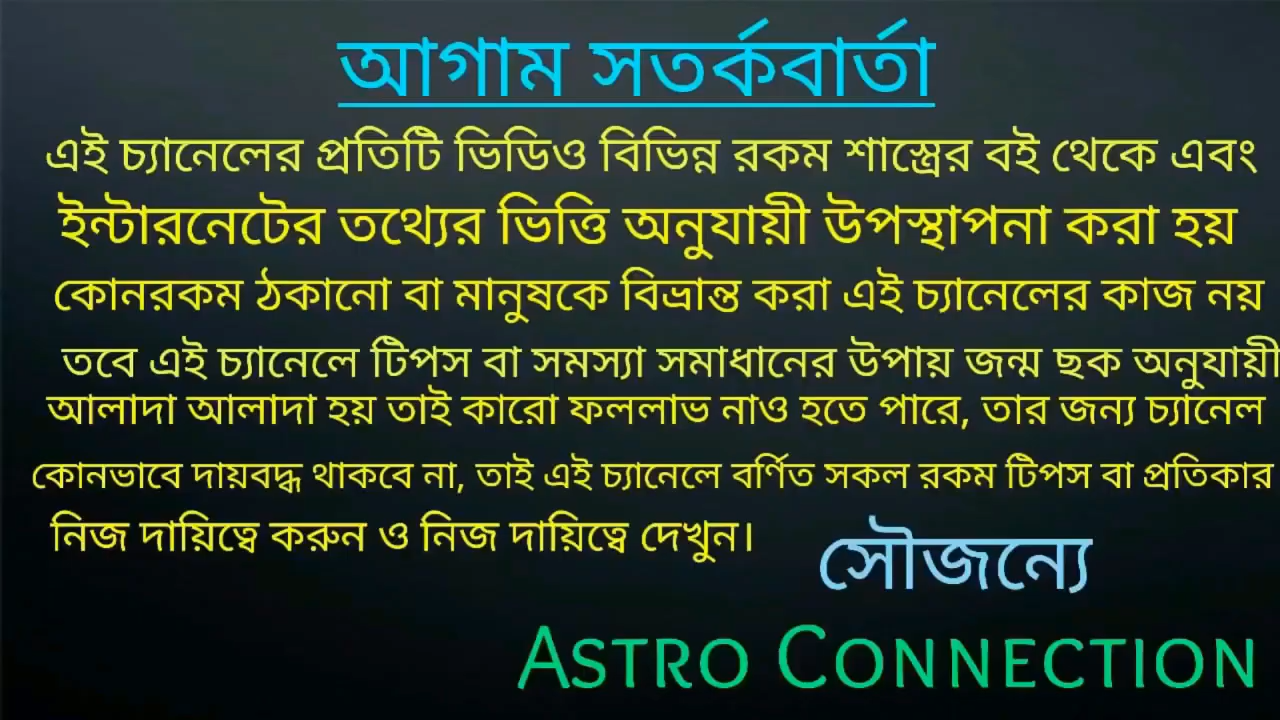 আগাম সতর্কবার্তা
এই চ্যানেলের প্রতিটি ভিডিও বিভিন্ন রকম শাস্ত্রের বই থেকে এবং
ইন্টারনেটের তথ্যের ভিত্তি অনুযায়ী উপস্থাপনা করা হয়
কোনরকম ঠকানো বা মানুষকে বিভ্রান্ত করা এই চ্যানেলের কাজ নয়
তবে এই চ্যানেলে টিপস বা সমস্যা সমাধানের উপায় জন্ম ছক অনুযায়ী
আলাদা আলাদা হয় তাই কারো ফললাভ নাও হতে পারে, তার জন্য চ্যানেল
কোনভাবে দায়বদ্ধ থাকবে না, তাই এই চ্যানেলে বর্ণিত সকল রকম টিপস বা প্রতিকার
নিজ দায়িত্বে করুন ও নিজ দায়িত্বে দেখুন।
সৌজন্যে
ASTRO CONNECTION